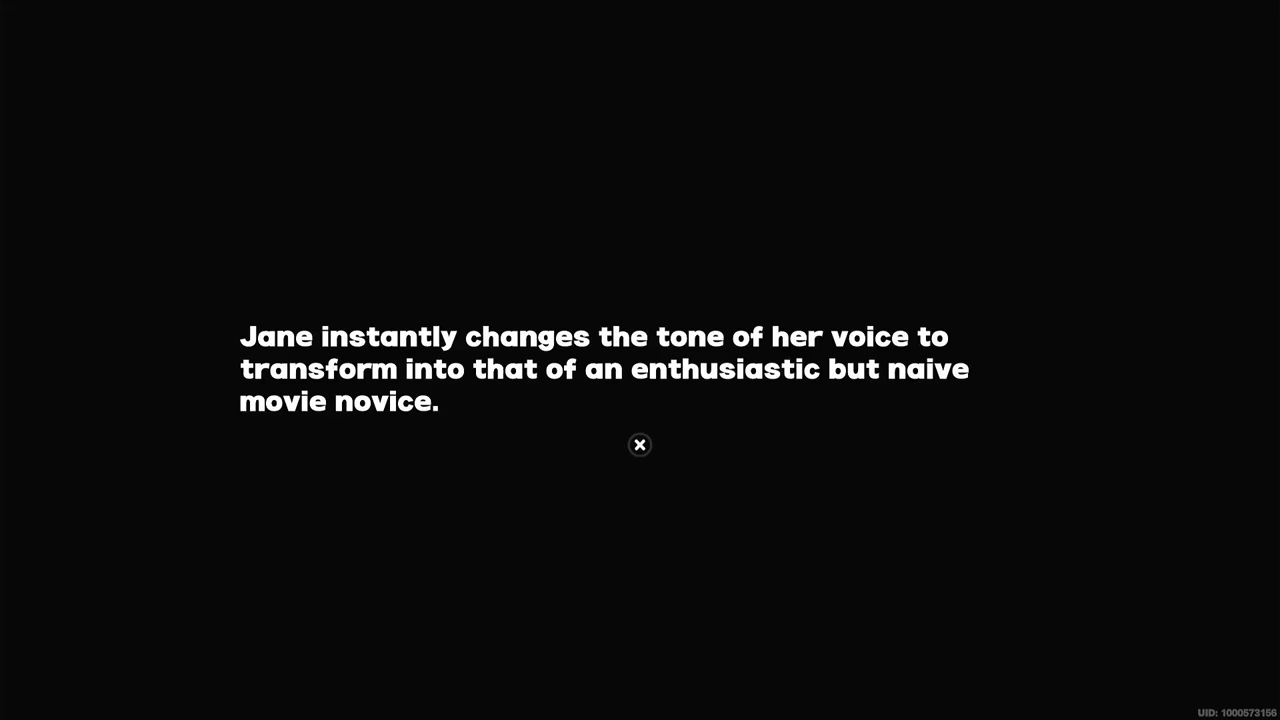 Jane instantly changes the tone of her voice to
transform into that of an enthusiastic but naive
movie novice.
UID: 1000573156